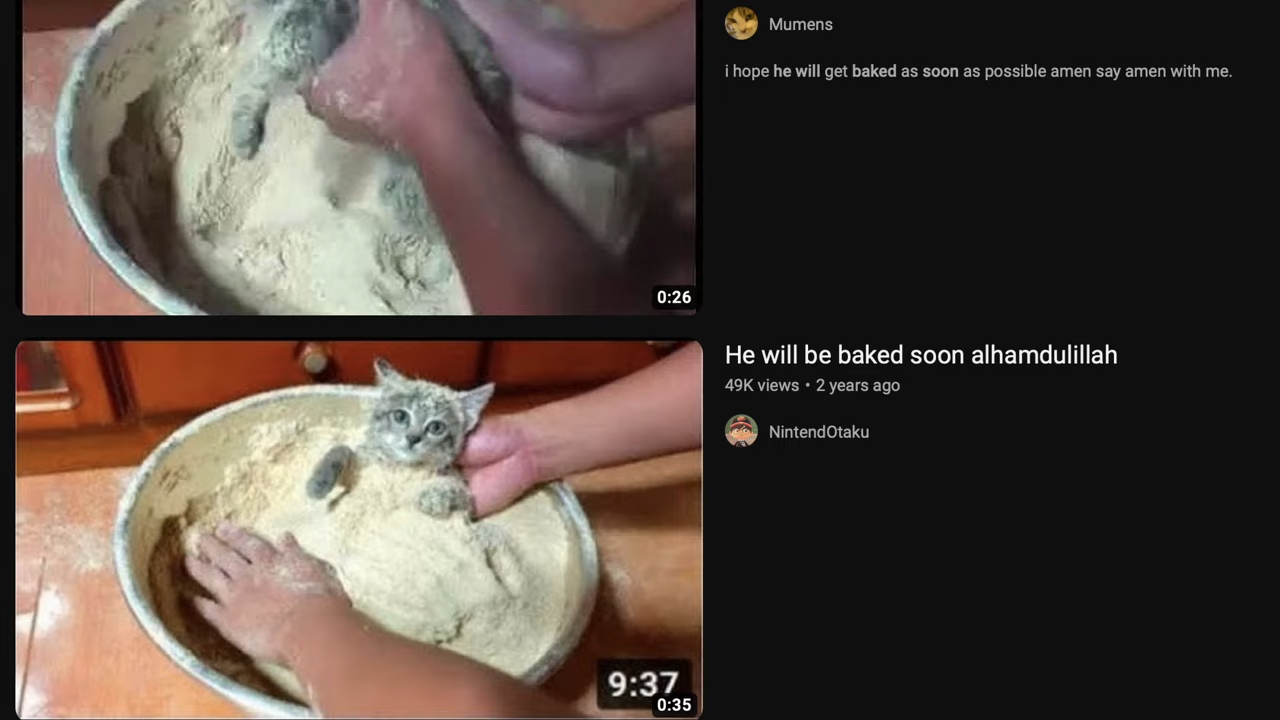 Mumens
i hope he will get baked as soon as possible amen say amen with me.
0:26
He will be baked soon alhamdulillah
49K views • 2 years ago
NintendOtaku
9:37
0:35